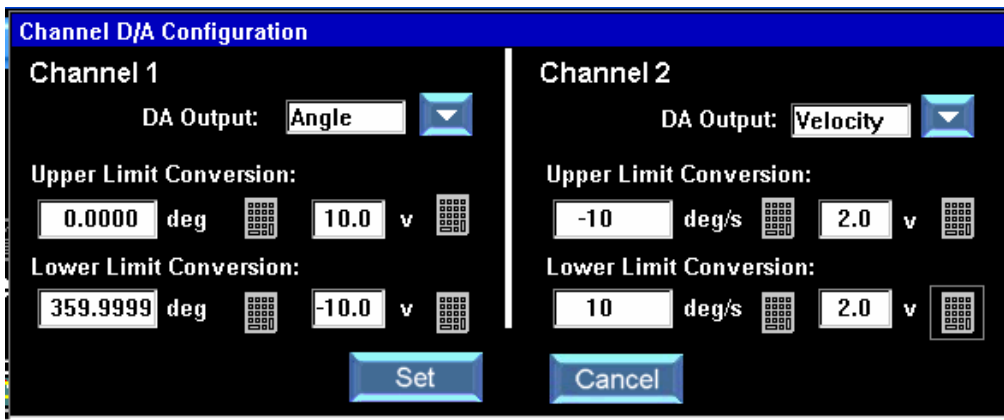 Channel D/A Configuration
Channel 1
DA Output: Angle
Upper Limit Conversion:
0.0000 deg 10.0 v
Lower Limit Conversion:
359.9999 deg -10.0 v
Channel 2
DA Output: Velocity
Upper Limit Conversion:
-10 deg/s 2.0 v
Lower Limit Conversion:
10 deg/s 2.0 v
Set
Cancel